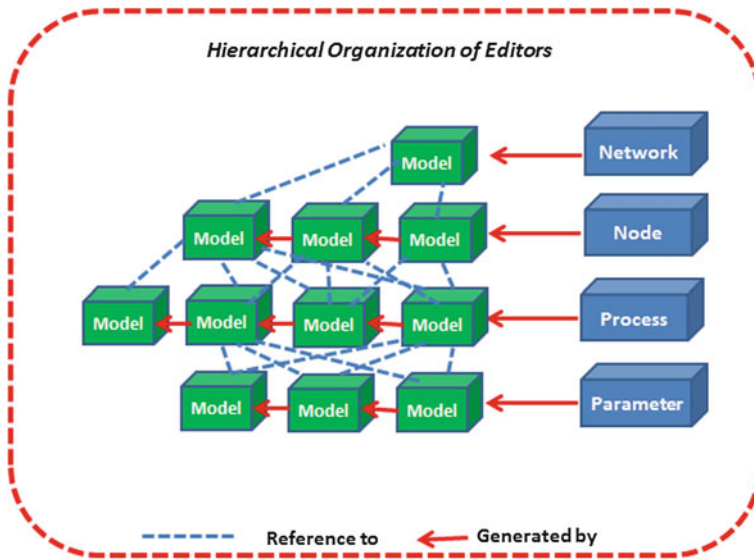 Hierarchical Organization of Editors
Model
Network
Model Model Model
Node
Model Model Model Model
Process
Model Model Model
Parameter
Reference to
Generated by